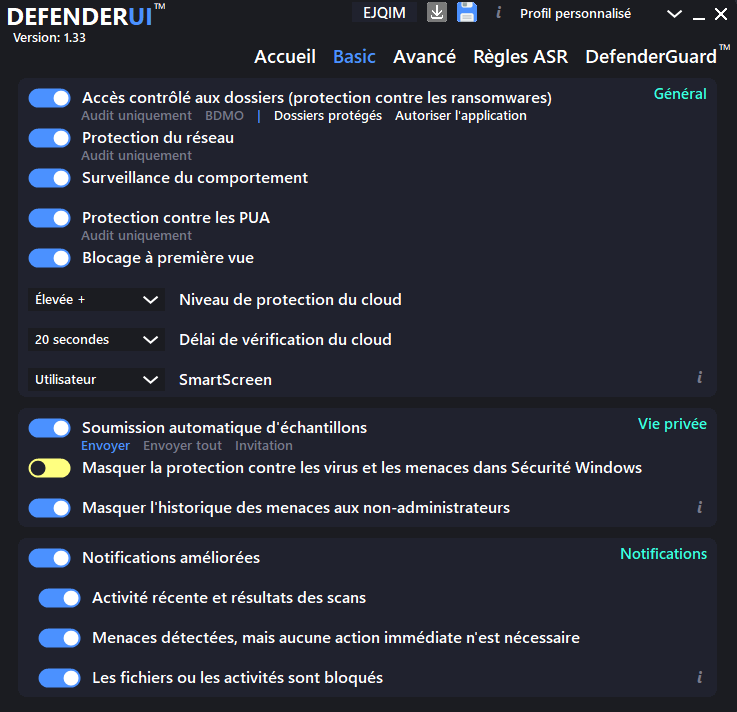 DEFENDERUI™
EJQIM
i
Profil personnalisé
Version: 1.33
Accueil Basic Avancé Règles ASR DefenderGuard™
Accès contrôlé aux dossiers (protection contre les ransomwares)
Général
Audit uniquement BDMO | Dossiers protégés Autoriser l'application
Protection du réseau
Audit uniquement
Surveillance du comportement
Protection contre les PUA
Audit uniquement
Blocage à première vue
Élevée + Niveau de protection du cloud
20 secondes Délai de vérification du cloud
Utilisateur SmartScreen i
Soumission automatique d'échantillons
Vie privée
Envoyer Envoyer tout Invitation
Masquer la protection contre les virus et les menaces dans Sécurité Windows
Masquer l'historique des menaces aux non-administrateurs i
Notifications améliorées
Notifications
Activité récente et résultats des scans
Menaces détectées, mais aucune action immédiate n'est nécessaire
Les fichiers ou les activités sont bloqués i